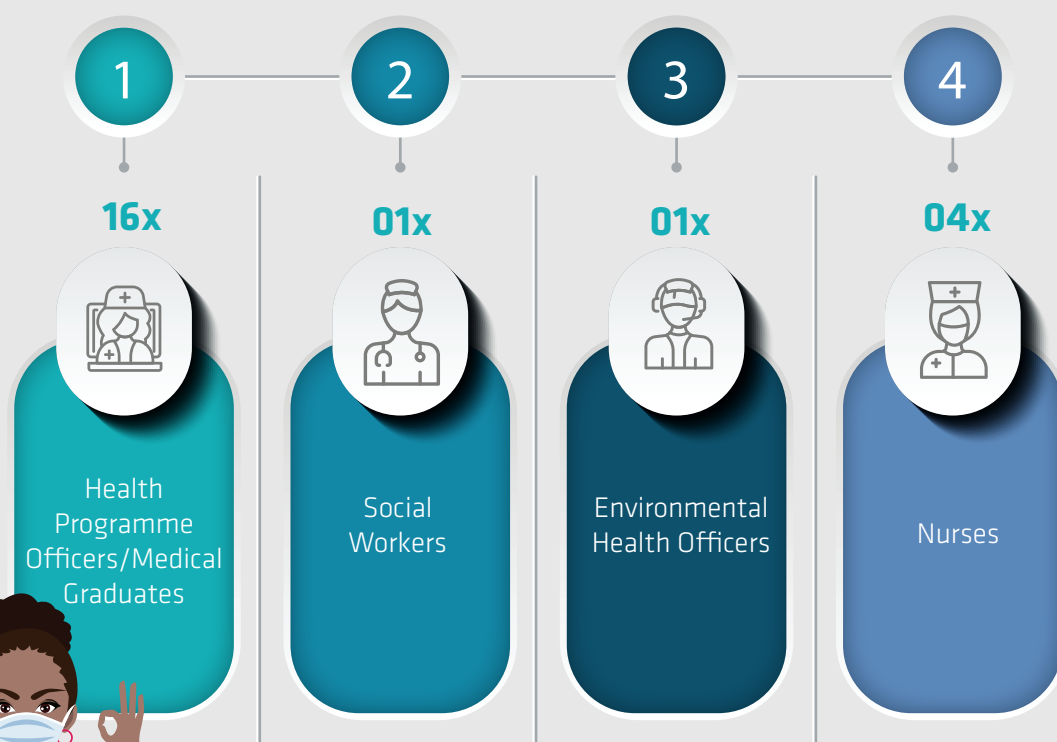 1
2
3
4
16x
01x
01x
04x
Health
Programme
Officers/Medical
Graduates
Social
Workers
Environmental
Health Officers
Nurses